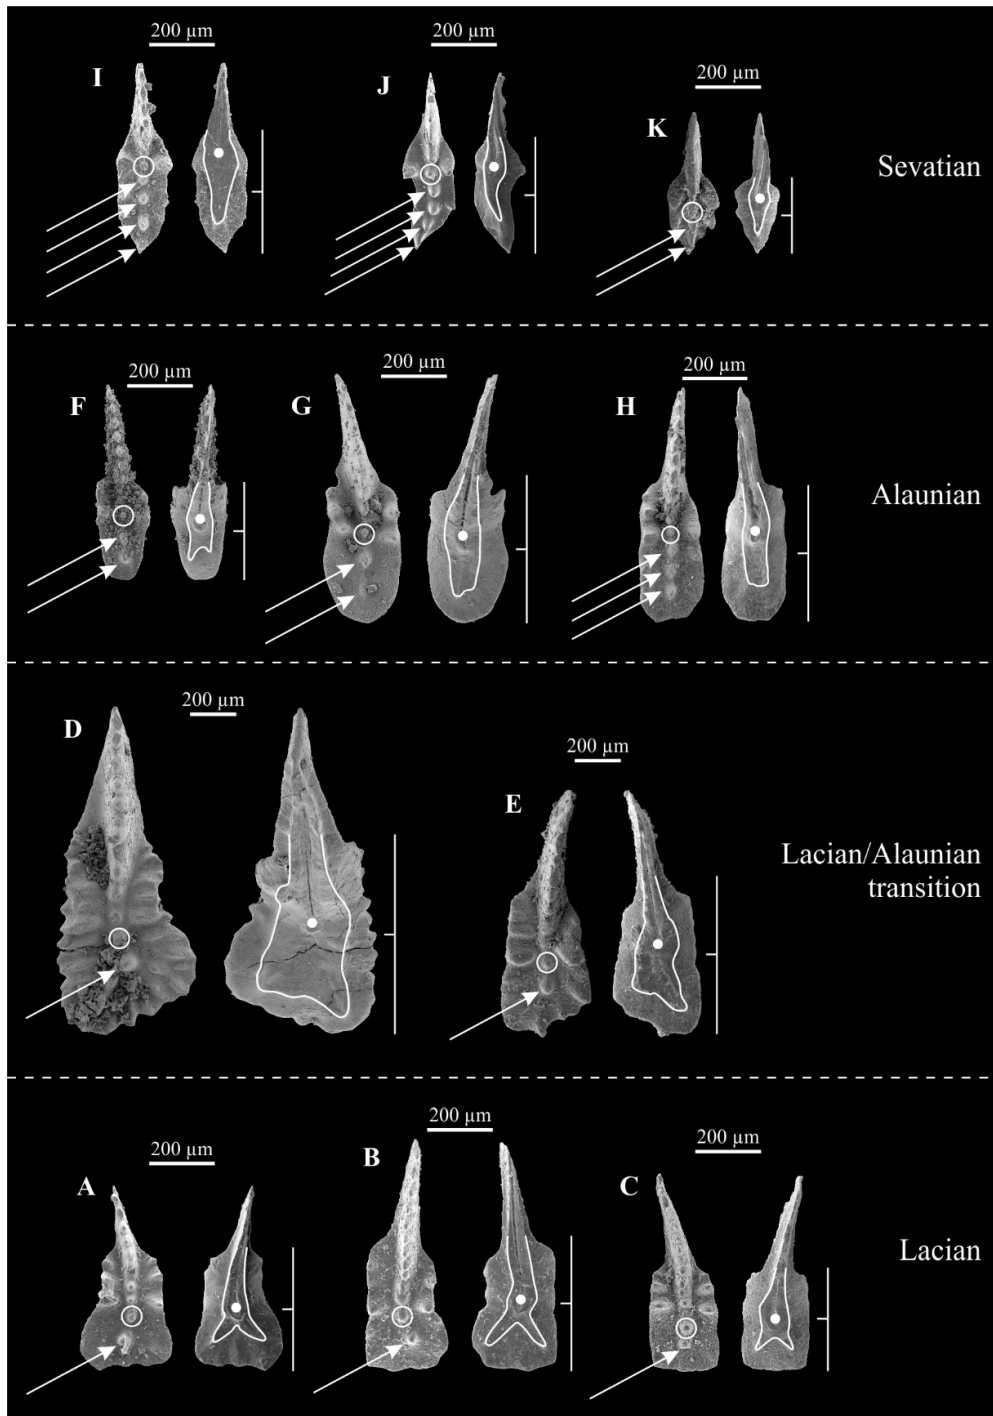 200 µm
200 µm
200 µm
I
J
K
Sevatian
200 µm
200 µm
200 µm
F
G
H
Alaunian
200 µm
200 µm
D
E
Lacian/Alaunian
transition
200 µm
200 µm
200 µm
A
B
C
Lacian